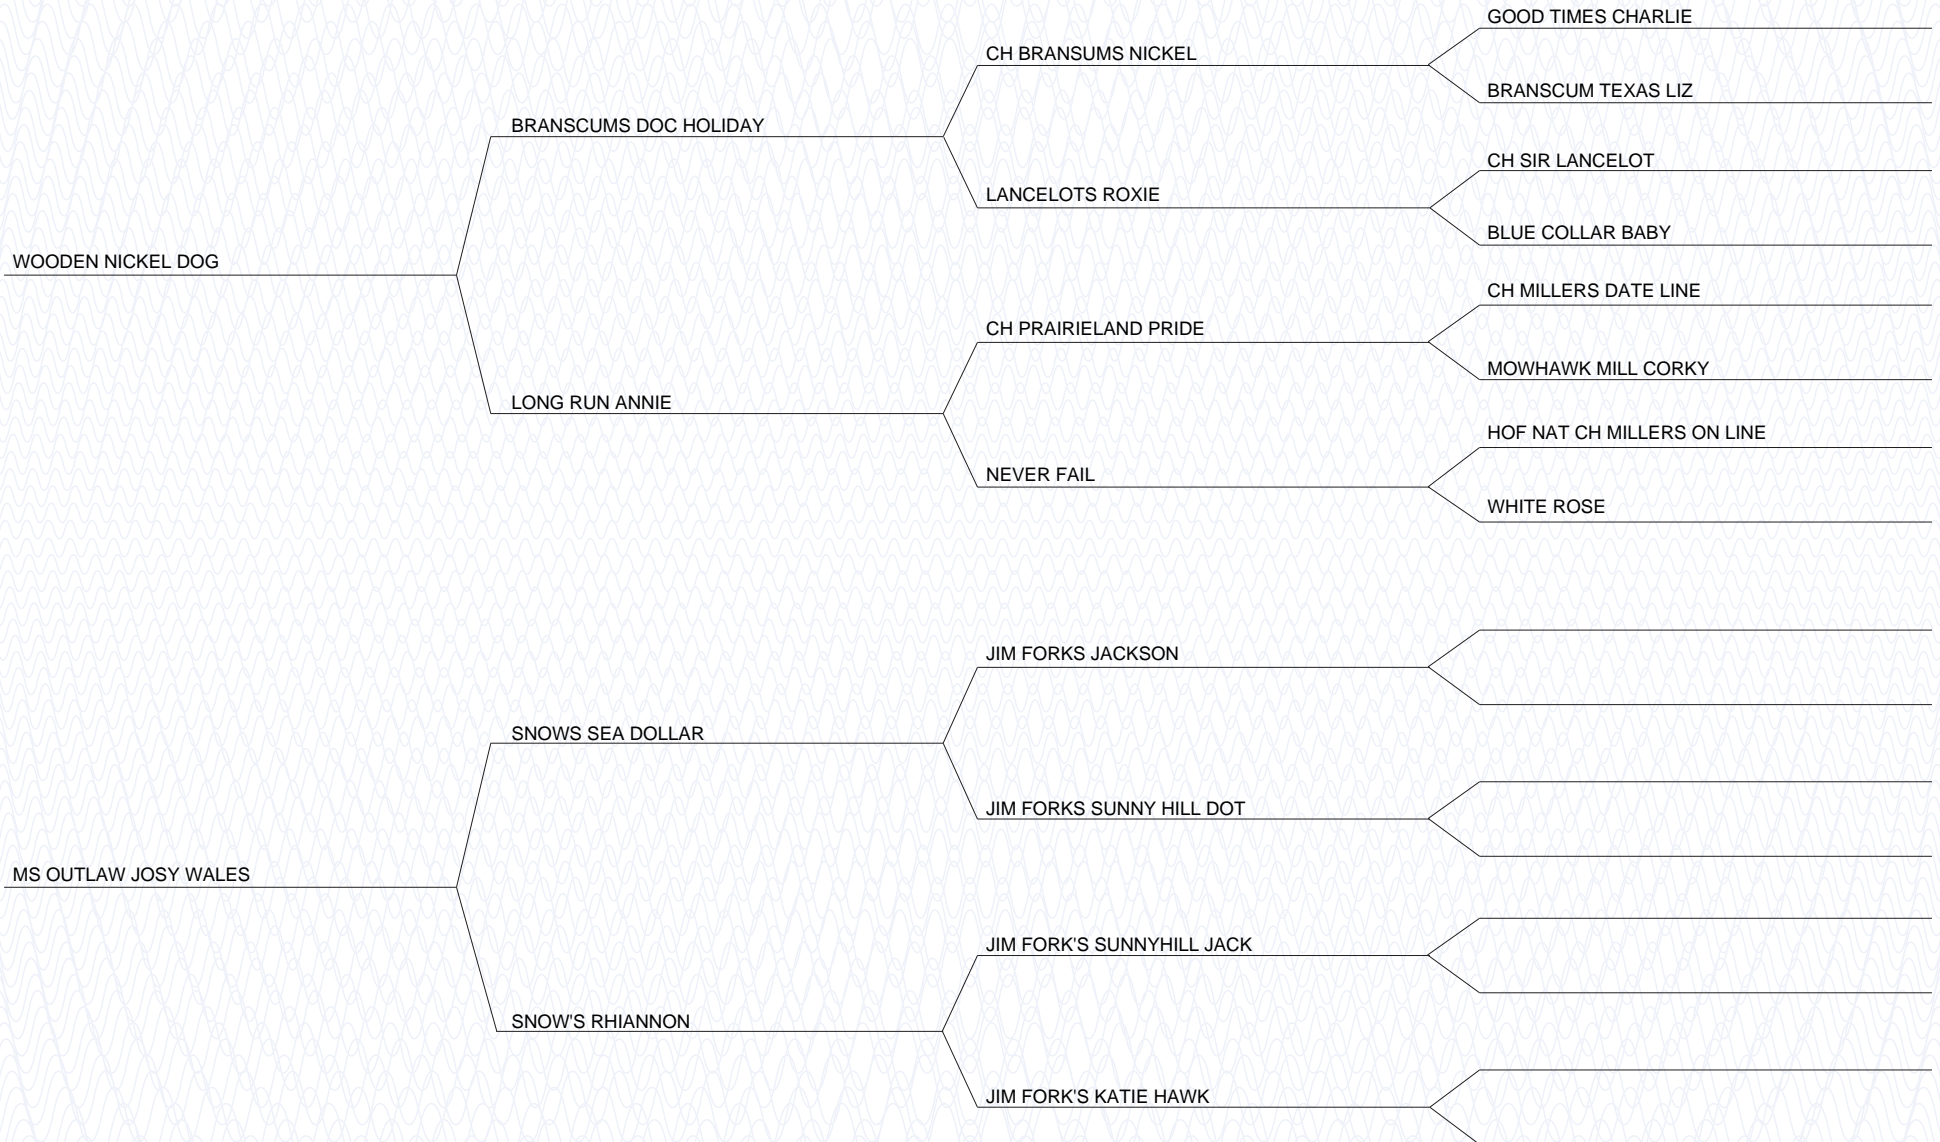 GOOD TIMES CHARLIE
CH BRANSUMS NICKEL
BRANSCUM TEXAS LIZ
BRANSCUMS DOC HOLIDAY
CH SIR LANCELOT
LANCELOTS ROXIE
BLUE COLLAR BABY
WOODEN NICKEL DOG
CH MILLERS DATE LINE
CH PRAIRIELAND PRIDE
MOWHAWK MILL CORKY
LONG RUN ANNIE
HOF NAT CH MILLERS ON LINE
NEVER FAIL
WHITE ROSE
JIM FORKS JACKSON
SNOWS SEA DOLLAR
JIM FORKS SUNNY HILL DOT
MS OUTLAW JOSY WALES
JIM FORK'S SUNNYHILL JACK
SNOW'S RHIANNON
JIM FORK'S KATIE HAWK